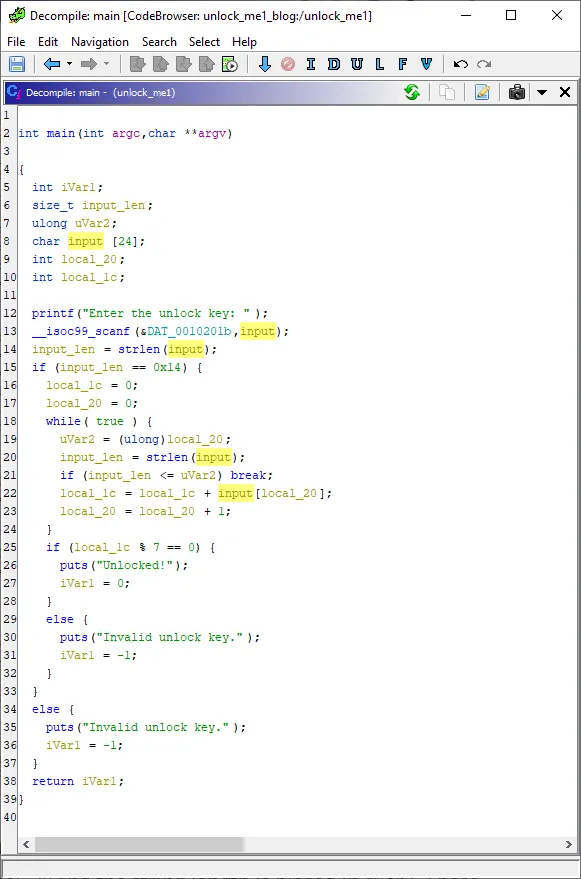 Decompile: main [CodeBrowser: unlock_me1_blog:/unlock_me1]
File Edit Navigation Search Select Help
I D U L F V
Decompile: main - (unlock_me1)
1
2 int main(int argc,char **argv)
3
4 {
5 int iVar1;
6 size_t input_len;
7 ulong uVar2;
8 char input [24];
9 int local_20;
10 int local_1c;
11
12 printf("Enter the unlock key: ");
13 __isoc99_scanf(&DAT_0010201b,input);
14 input_len = strlen(input);
15 if (input_len == 0x14) {
16 local_1c = 0;
17 local_20 = 0;
18 while( true ) {
19 uVar2 = (ulong)local_20;
20 input_len = strlen(input);
21 if (input_len <= uVar2) break;
22 local_1c = local_1c + input[local_20];
23 local_20 = local_20 + 1;
24 }
25 if (local_1c % 7 == 0) {
26 puts("Unlocked!");
27 iVar1 = 0;
28 }
29 else {
30 puts("Invalid unlock key.");
31 iVar1 = -1;
32 }
33 }
34 else {
35 puts("Invalid unlock key.");
36 iVar1 = -1;
37 }
38 return iVar1;
39 }
40